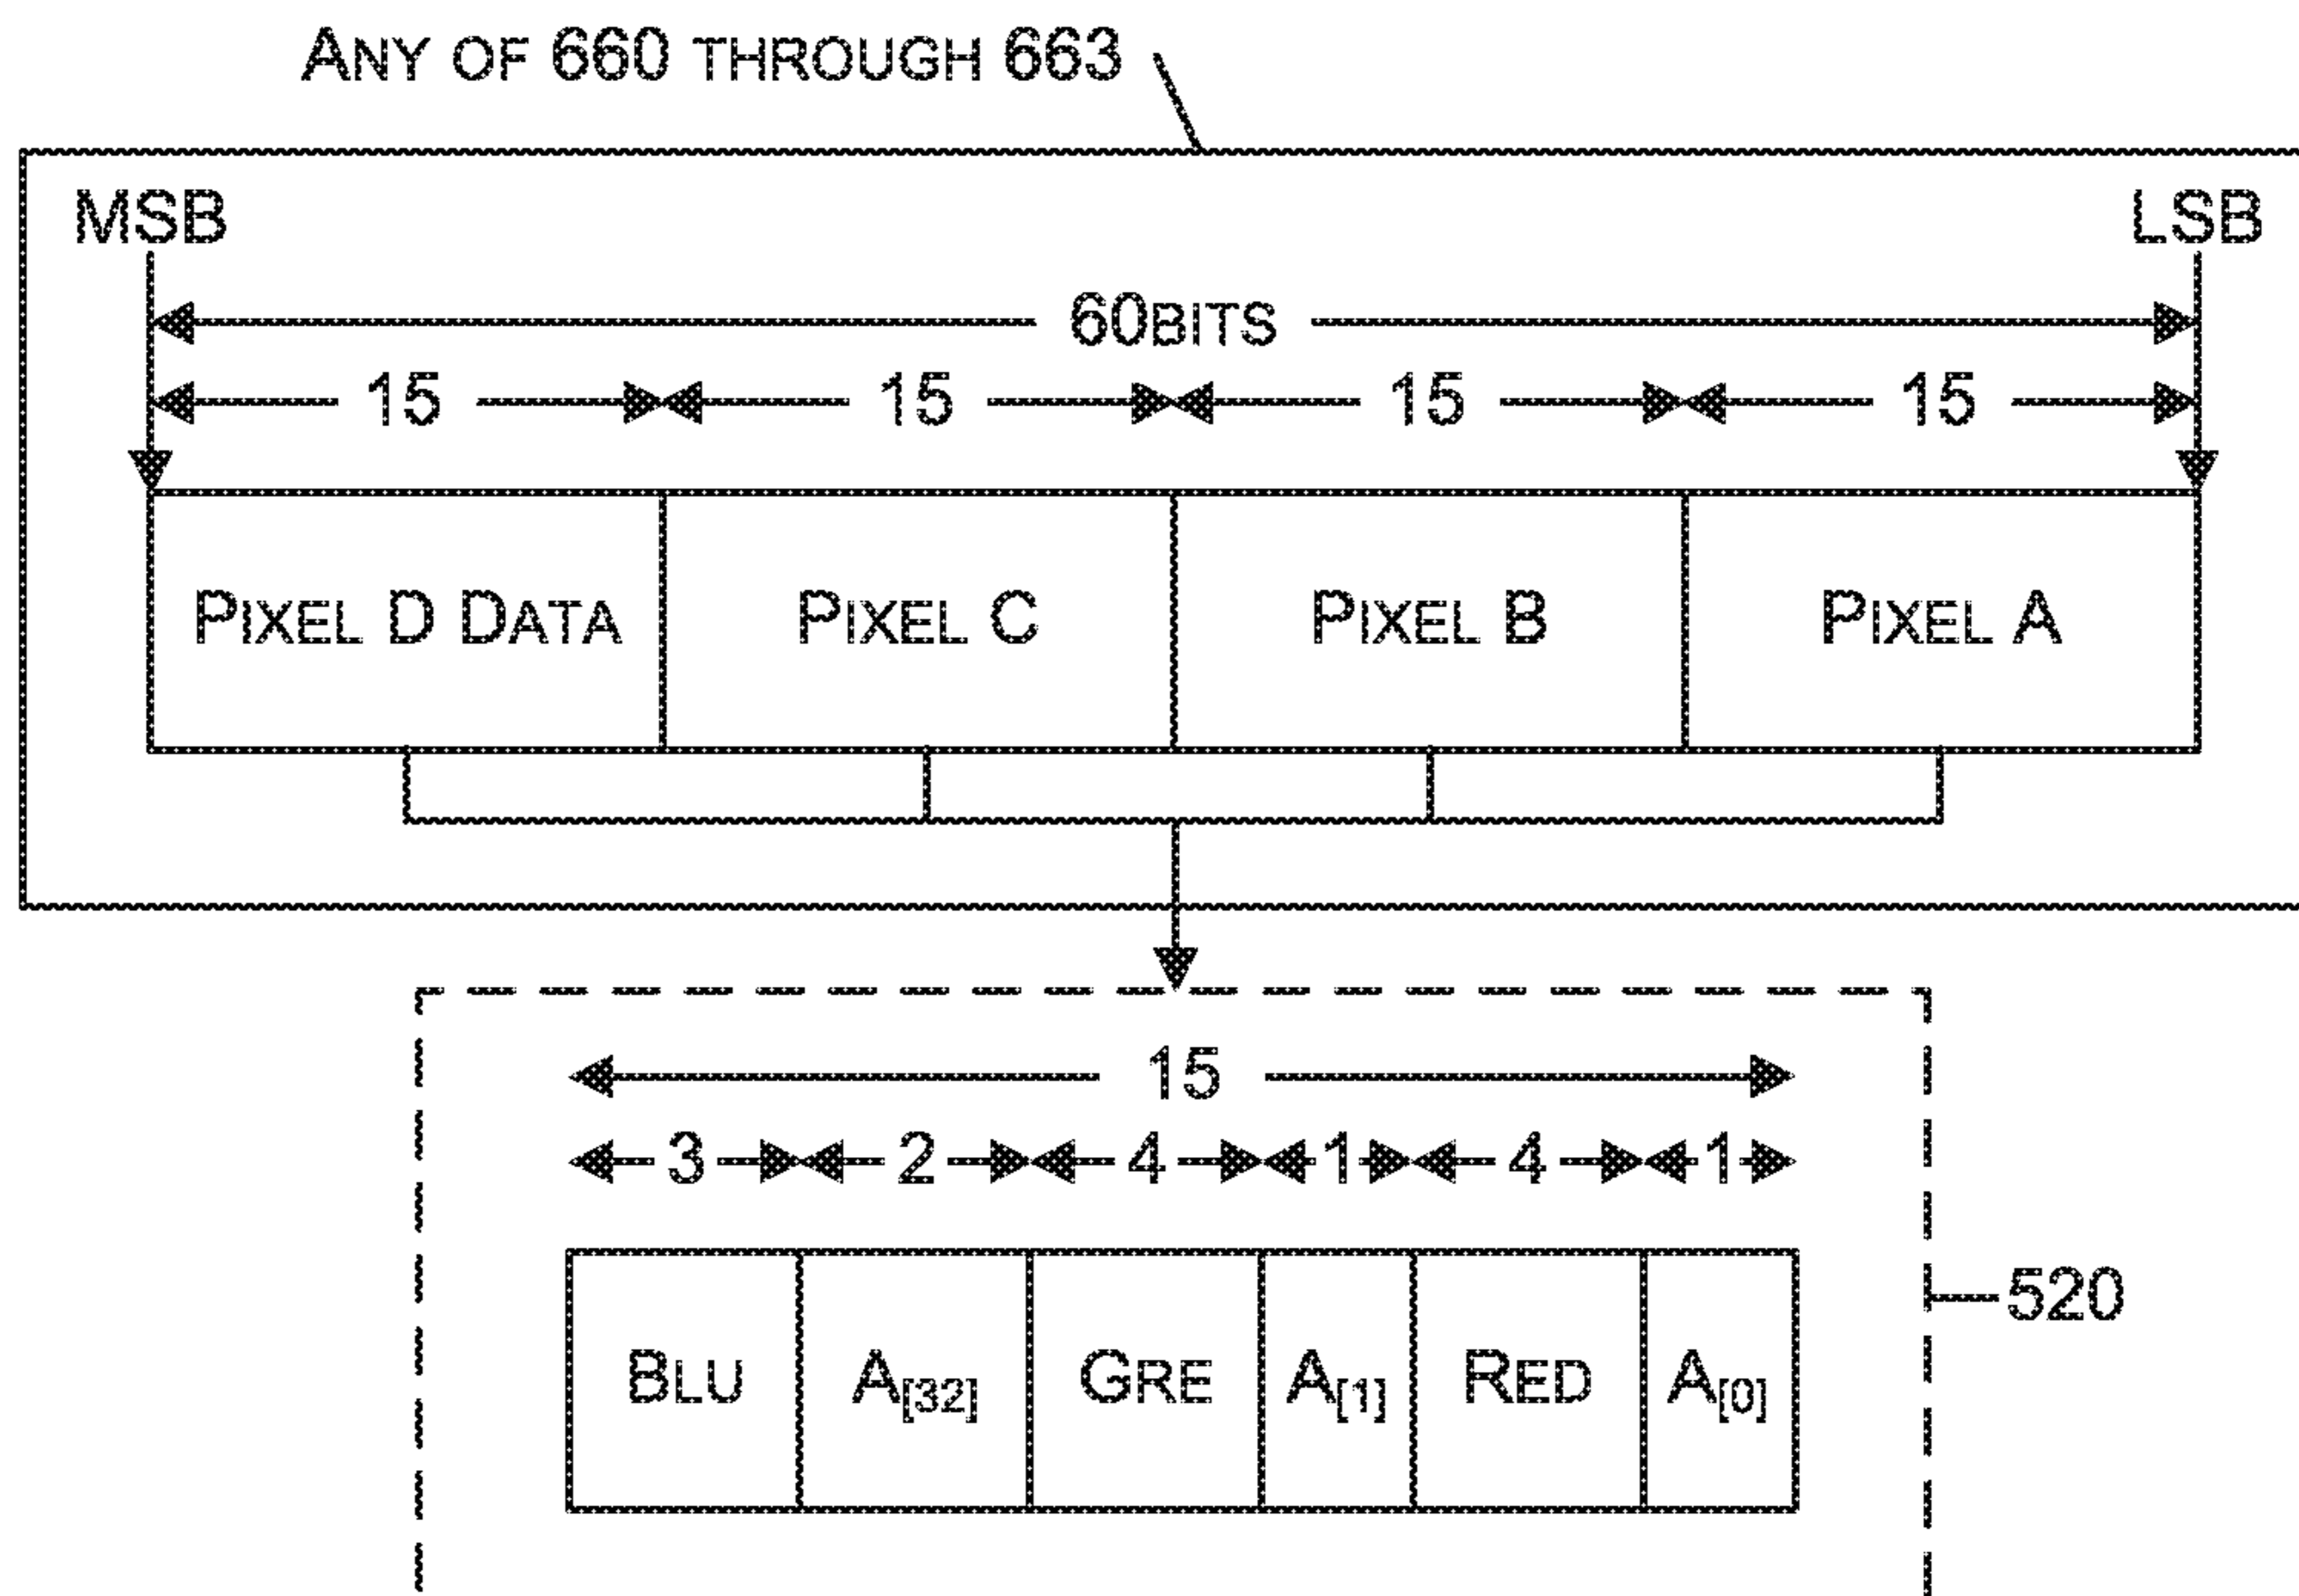 ANY OF 660 THROUGH 663
MSB LSB
60BITS
15 15 15 15
PIXEL D DATA PIXEL C PIXEL B PIXEL A
15
3 2 4 1 4 1
BLU A[32] GRE A[1] RED A[0]
520